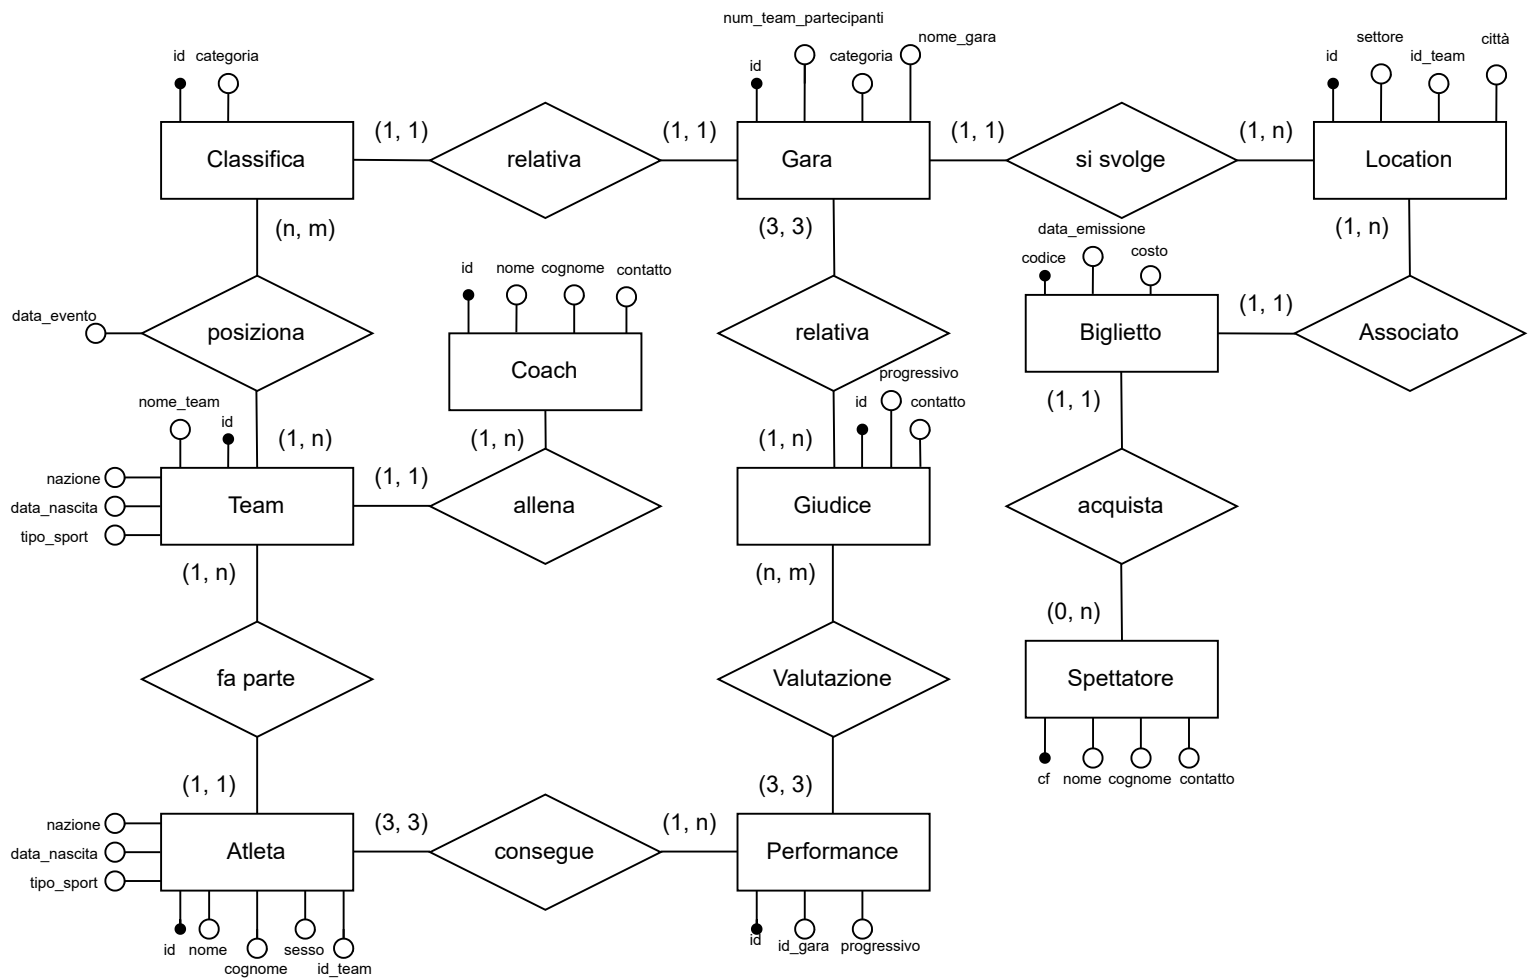 num_team_partecipanti
nome_gara
id
categoria
id
categoria
id
settore
id_team
città
Classifica
(1, 1)
relativa
(1, 1)
Gara
(1, 1)
si svolge
(1, n)
Location
(n, m)
(3, 3)
(1, n)
data_emissione
codice
costo
id
nome
cognome
contatto
data_evento
posiziona
Coach
relativa
Biglietto
(1, 1)
Associato
progressivo
id
contatto
nome_team
id
(1, n)
(1, n)
(1, n)
(1, 1)
nazione
data_nascita
tipo_sport
Team
(1, 1)
allena
Giudice
acquista
(1, n)
(n, m)
(0, n)
fa parte
Valutazione
Spettatore
(1, 1)
(3, 3)
cf
nome
cognome
contatto
nazione
data_nascita
tipo_sport
Atleta
(3, 3)
consegue
(1, n)
Performance
id
nome
cognome
sesso
id_team
id
id_gara
progressivo